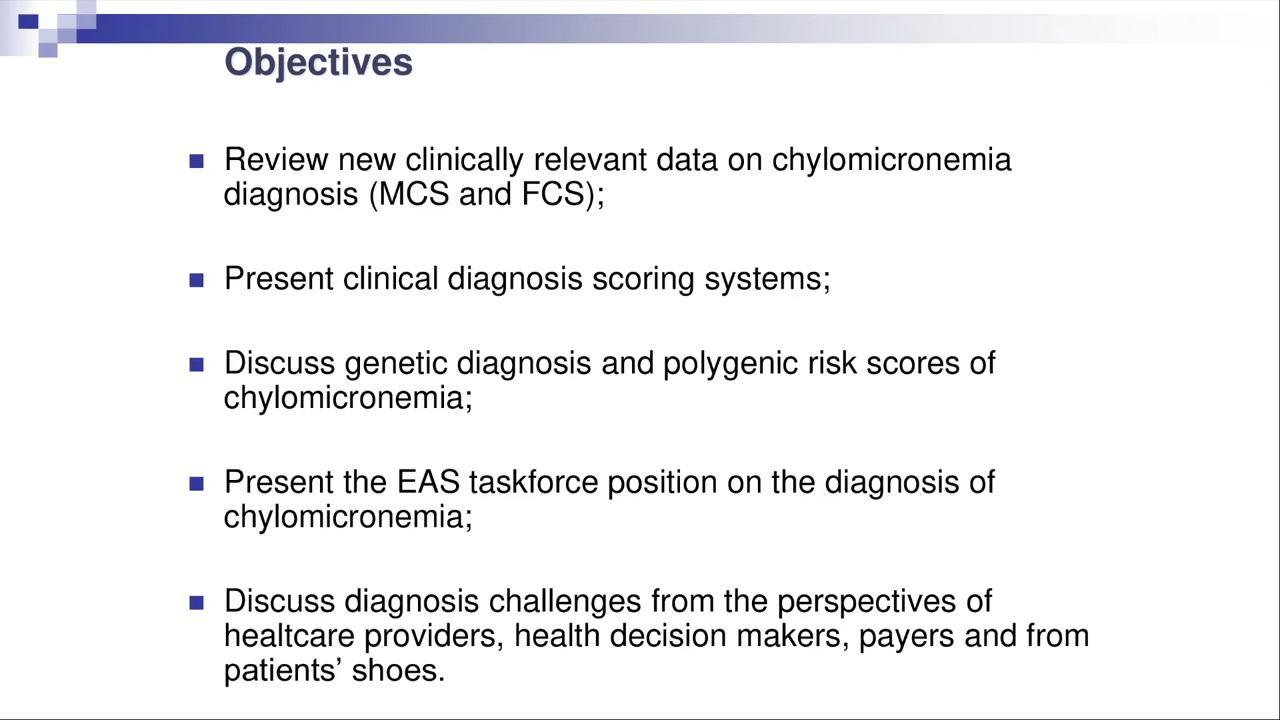 Objectives
Review new clinically relevant data on chylomicronemia
diagnosis (MCS and FCS);
Present clinical diagnosis scoring systems;
Discuss genetic diagnosis and polygenic risk scores of
chylomicronemia;
Present the EAS taskforce position on the diagnosis of
chylomicronemia;
Discuss diagnosis challenges from the perspectives of
healtcare providers, health decision makers, payers and from
patients’ shoes.